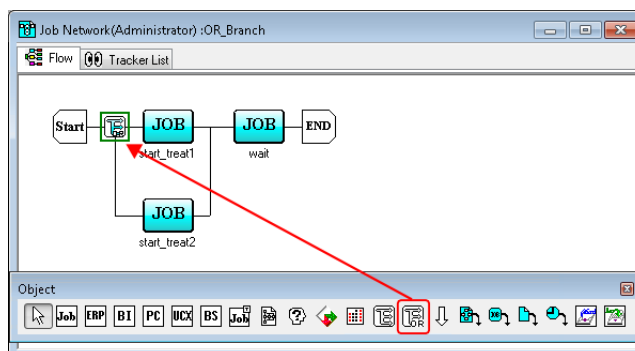 Job Network(Administrator) :OR_Branch
Flow Tracker List
Start OR JOB JOB END
start_treat1 wait
JOB
start_treat2
Object
Job ERP BI PC UCX BS Job OR